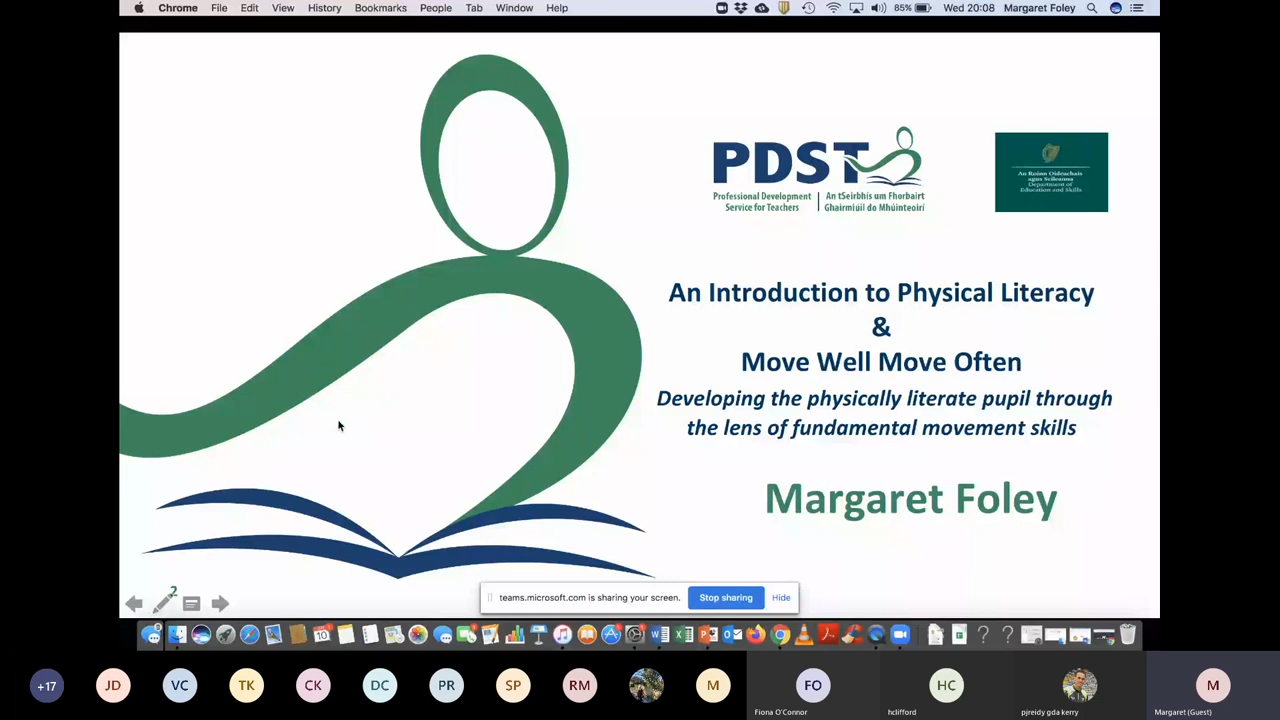 Chrome File Edit View History Bookmarks People Tab Window Help 85% Wed 20:08 Margaret Foley
PDST
Professional Development
Service for Teachers
An tSeirbhís um Fhorbairt
Ghairmiúil do Mhúinteoirí
An Roinn Oideachais
agus Scileanna
Department of
Education and Skills
An Introduction to Physical Literacy
&
Move Well Move Often
Developing the physically literate pupil through
the lens of fundamental movement skills
Margaret Foley
2
teams.microsoft.com is sharing your screen. Stop sharing Hide
+17 JD VC TK CK DC PR SP RM M FO HC M
Fiona O'Connor hclifford pjreidy gda kerry Margaret (Guest)